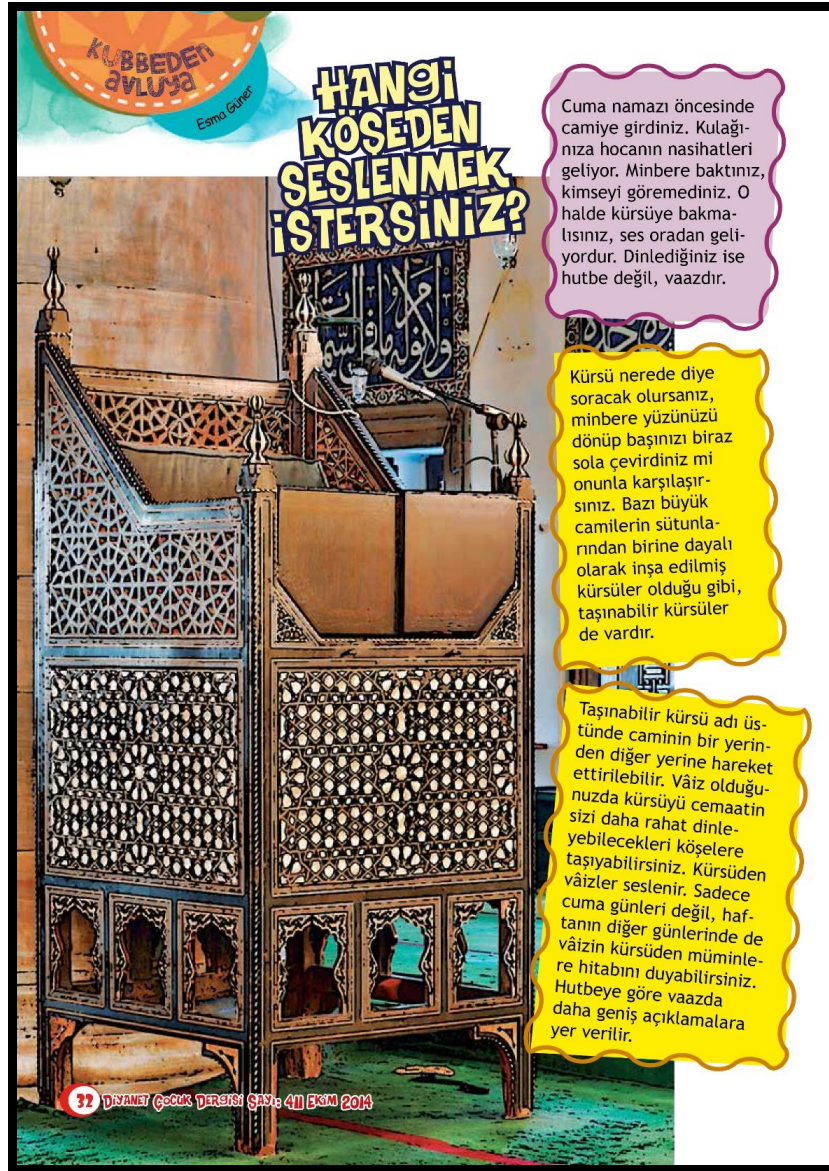 KUBBEDEN
AVLUYA
Esma Güner
HANGİ
KÖŞEDEN
SESLENMEK
İSTERSİNİZ?
Cuma namazı öncesinde
camiye girdiniz. Kulağı-
nıza hocanın nasihatleri
geliyor. Minbere baktınız,
kimseyi göremediniz. O
halde kürsüye bakma-
lısınız, ses oradan geli-
yordur. Dinlediğiniz ise
hutbe değil, vaazdır.
Kürsü nerede diye
soracak olursanız,
minbere yüzünüzü
dönüp başınızı biraz
sola çevirdiniz mi
onunla karşılaşır-
sınız. Bazı büyük
camilerin sütunla-
rından birine dayalı
olarak inşa edilmiş
kürsüler olduğu gibi,
taşınabilir kürsüler
de vardır.
Taşınabilir kürsü adı üs-
tünde caminin bir yerin-
den diğer yerine hareket
ettirilebilir. Vâiz olduğu-
nuzda kürsüyü cemaatin
sizi daha rahat dinle-
yebilecekleri köşelere
taşıyabilirsiniz. Kürsüden
vâizler seslenir. Sadece
cuma günleri değil, haf-
tanın diğer günlerinde de
vâizin kürsüden müminle-
re hitabını duyabilirsiniz.
Hutbeye göre vaazda
daha geniş açıklamalara
yer verilir.
32 DİYANET ÇOCUK DERGİSİ SAYI: 411 EKİM 2014